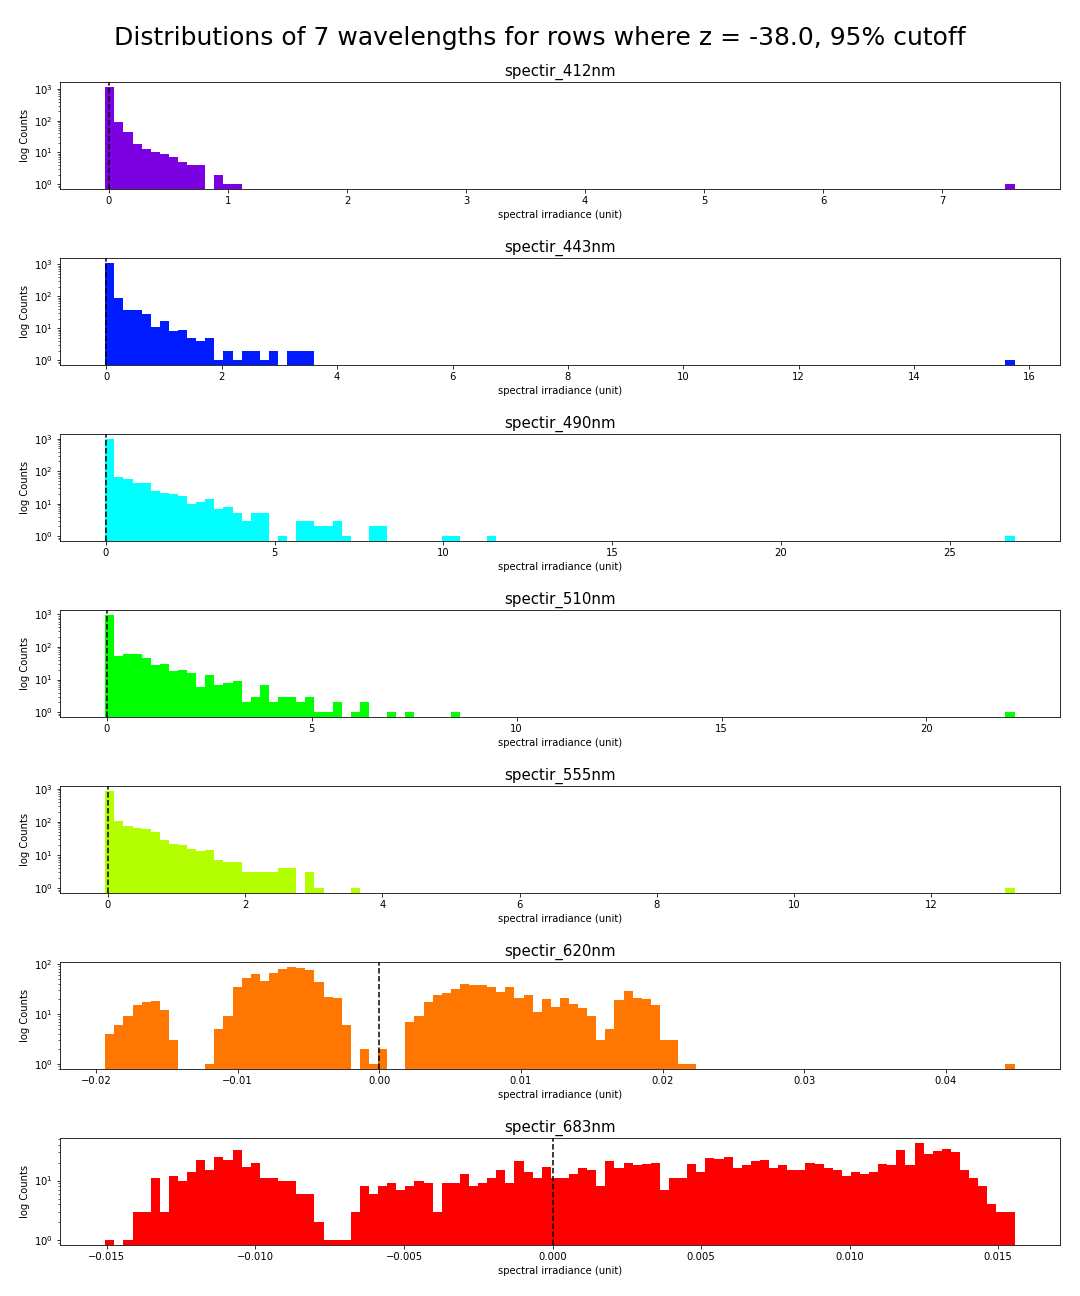 Distributions of 7 wavelengths for rows where z = -38.0, 95% cutoff
spectir_412nm
log Counts
10³
10²
10¹
10⁰
0 1 2 3 4 5 6 7
spectral irradiance (unit)
spectir_443nm
log Counts
10³
10²
10¹
10⁰
0 2 4 6 8 10 12 14 16
spectral irradiance (unit)
spectir_490nm
log Counts
10³
10²
10¹
10⁰
0 5 10 15 20 25
spectral irradiance (unit)
spectir_510nm
log Counts
10³
10²
10¹
10⁰
0 5 10 15 20
spectral irradiance (unit)
spectir_555nm
log Counts
10³
10²
10¹
10⁰
0 2 4 6 8 10 12
spectral irradiance (unit)
spectir_620nm
log Counts
10²
10¹
10⁰
−0.02 −0.01 0.00 0.01 0.02 0.03 0.04
spectral irradiance (unit)
spectir_683nm
log Counts
10¹
10⁰
−0.015 −0.010 −0.005 0.000 0.005 0.010 0.015
spectral irradiance (unit)